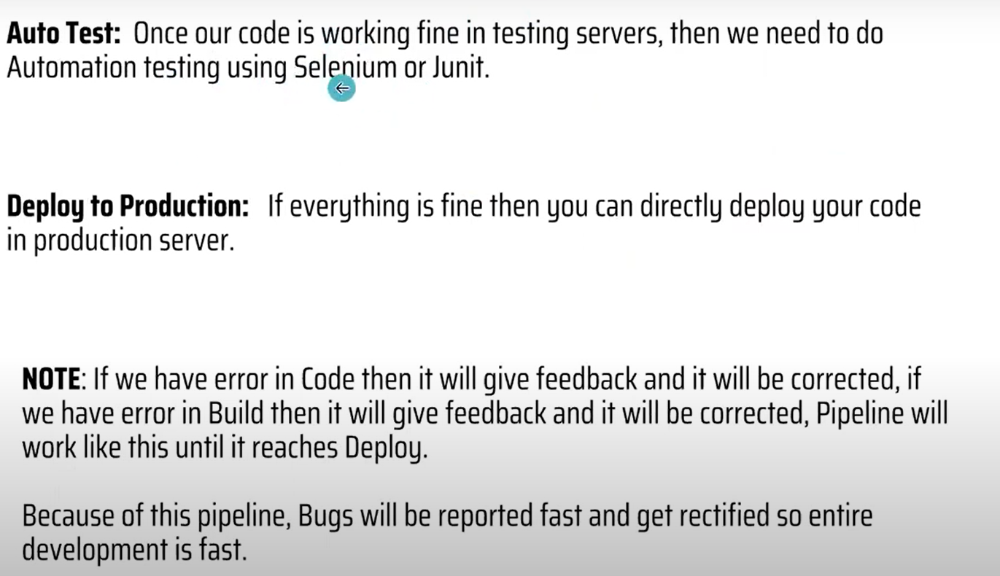 Auto Test: Once our code is working fine in testing servers, then we need to do
Automation testing using Selenium or Junit.
Deploy to Production: If everything is fine then you can directly deploy your code
in production server.
NOTE: If we have error in Code then it will give feedback and it will be corrected, if
we have error in Build then it will give feedback and it will be corrected, Pipeline will
work like this until it reaches Deploy.
Because of this pipeline, Bugs will be reported fast and get rectified so entire
development is fast.